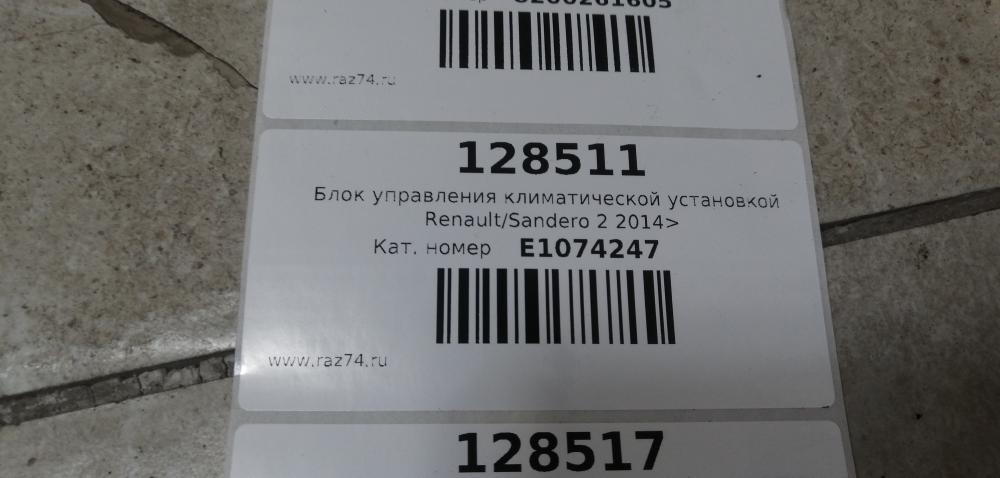 8200261605
www.raz74.ru
128511
Блок управления климатической установкой
Renault/Sandero 2 2014>
Кат. номер E1074247
www.raz74.ru
128517